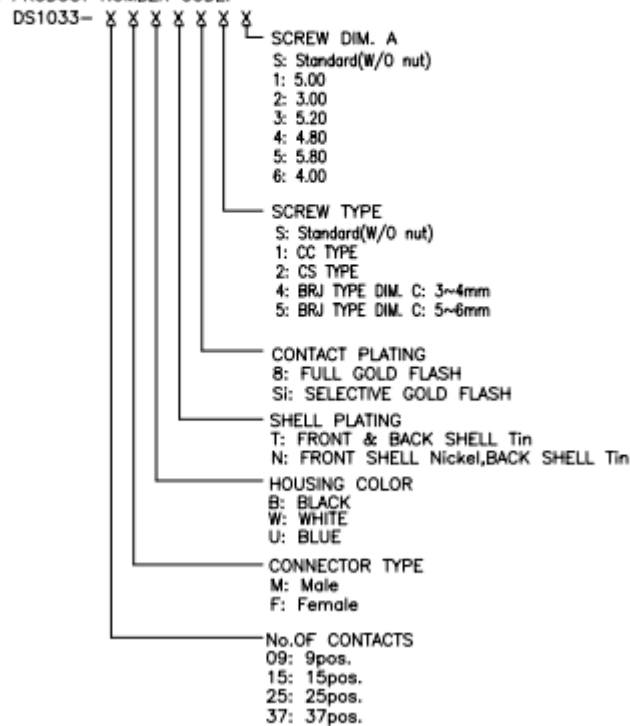 DS1033- X X X X X X X
SCREW DIM. A
S: Standard(W/O nut)
1: 5.00
2: 3.00
3: 5.20
4: 4.80
5: 5.80
6: 4.00
SCREW TYPE
S: Standard(W/O nut)
1: CC TYPE
2: CS TYPE
4: BRJ TYPE DIM. C: 3~4mm
5: BRJ TYPE DIM. C: 5~6mm
CONTACT PLATING
8: FULL GOLD FLASH
Si: SELECTIVE GOLD FLASH
SHELL PLATING
T: FRONT & BACK SHELL Tin
N: FRONT SHELL Nickel,BACK SHELL Tin
HOUSING COLOR
B: BLACK
W: WHITE
U: BLUE
CONNECTOR TYPE
M: Male
F: Female
No.OF CONTACTS
09: 9pos.
15: 15pos.
25: 25pos.
37: 37pos.